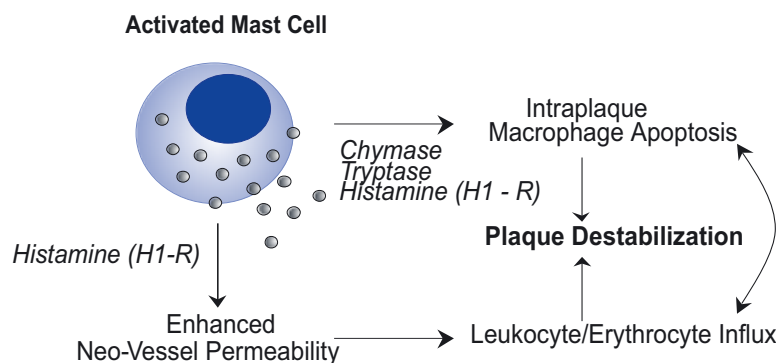 Activated Mast Cell
Intraplaque
Macrophage Apoptosis
Chymase
Tryptase
Histamine (H1 - R)
Plaque Destabilization
Histamine (H1-R)
Enhanced
Neo-Vessel Permeability
Leukocyte/Erythrocyte Influx